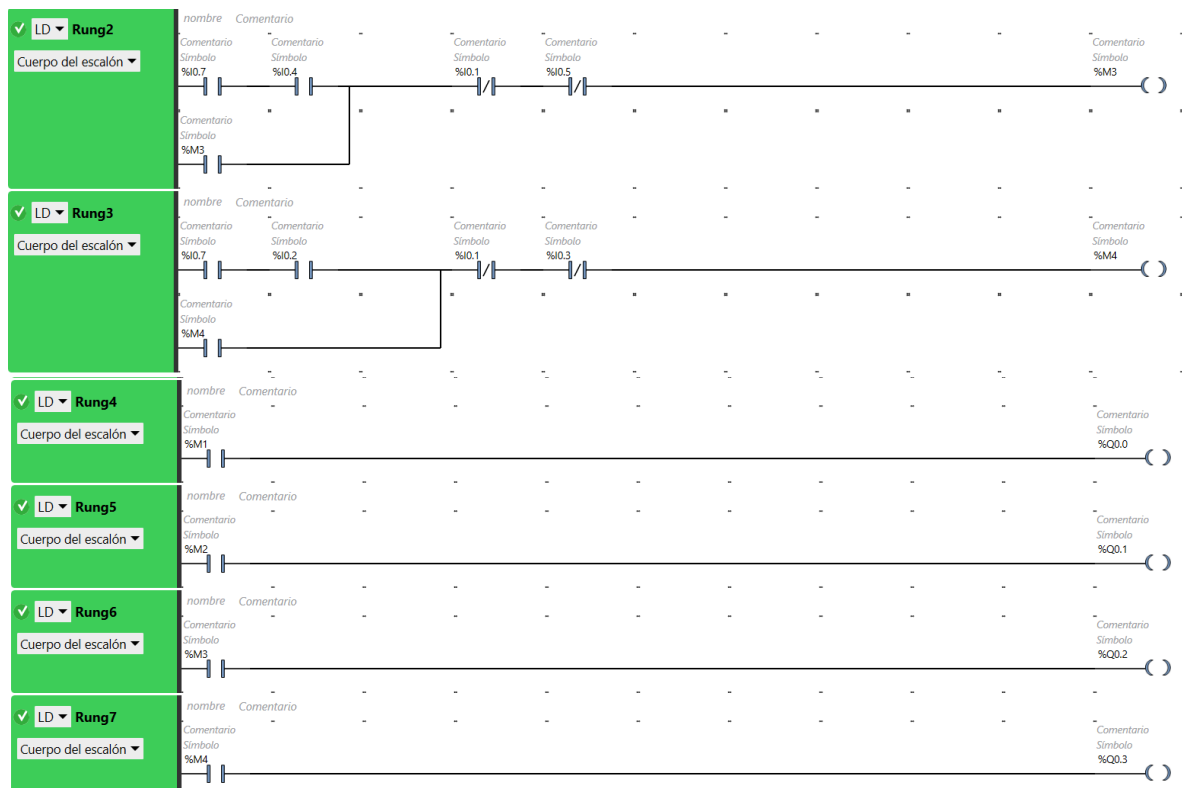 nombre Comentario
LD Rung2
Comentario Comentario Comentario Comentario Comentario
Cuerpo del escalón
Símbolo Símbolo Símbolo Símbolo Símbolo
%I0.7 %I0.4 %I0.1 %I0.5 %M3
Comentario
Símbolo
%M3
nombre Comentario
LD Rung3
Comentario Comentario Comentario Comentario Comentario
Cuerpo del escalón
Símbolo Símbolo Símbolo Símbolo Símbolo
%I0.7 %I0.2 %I0.1 %I0.3 %M4
Comentario
Símbolo
%M4
nombre Comentario
LD Rung4
Comentario Comentario
Cuerpo del escalón
Símbolo Símbolo
%M1 %Q0.0
nombre Comentario
LD Rung5
Comentario Comentario
Cuerpo del escalón
Símbolo Símbolo
%M2 %Q0.1
nombre Comentario
LD Rung6
Comentario Comentario
Cuerpo del escalón
Símbolo Símbolo
%M3 %Q0.2
nombre Comentario
LD Rung7
Comentario Comentario
Cuerpo del escalón
Símbolo Símbolo
%M4 %Q0.3